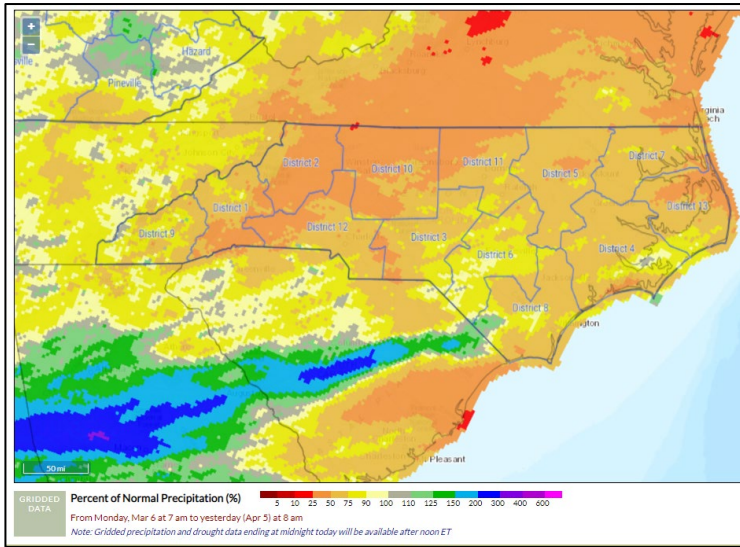 +
Hazard
−
ville
Pineville
ginia
ch
District 2
District 10
District 11
District 5
District 7
District 1
District 13
District 9
District 12
District 3
District 6
District 4
District 8
ngton
Pleasant
50 mi
GRIDDED
DATA
Percent of Normal Precipitation (%)
5 10 25 50 75 90 100 110 125 150 200 300 400 600
From Monday, Mar 6 at 7 am to yesterday (Apr 5) at 8 am
Note: Gridded precipitation and drought data ending at midnight today will be available after noon ET